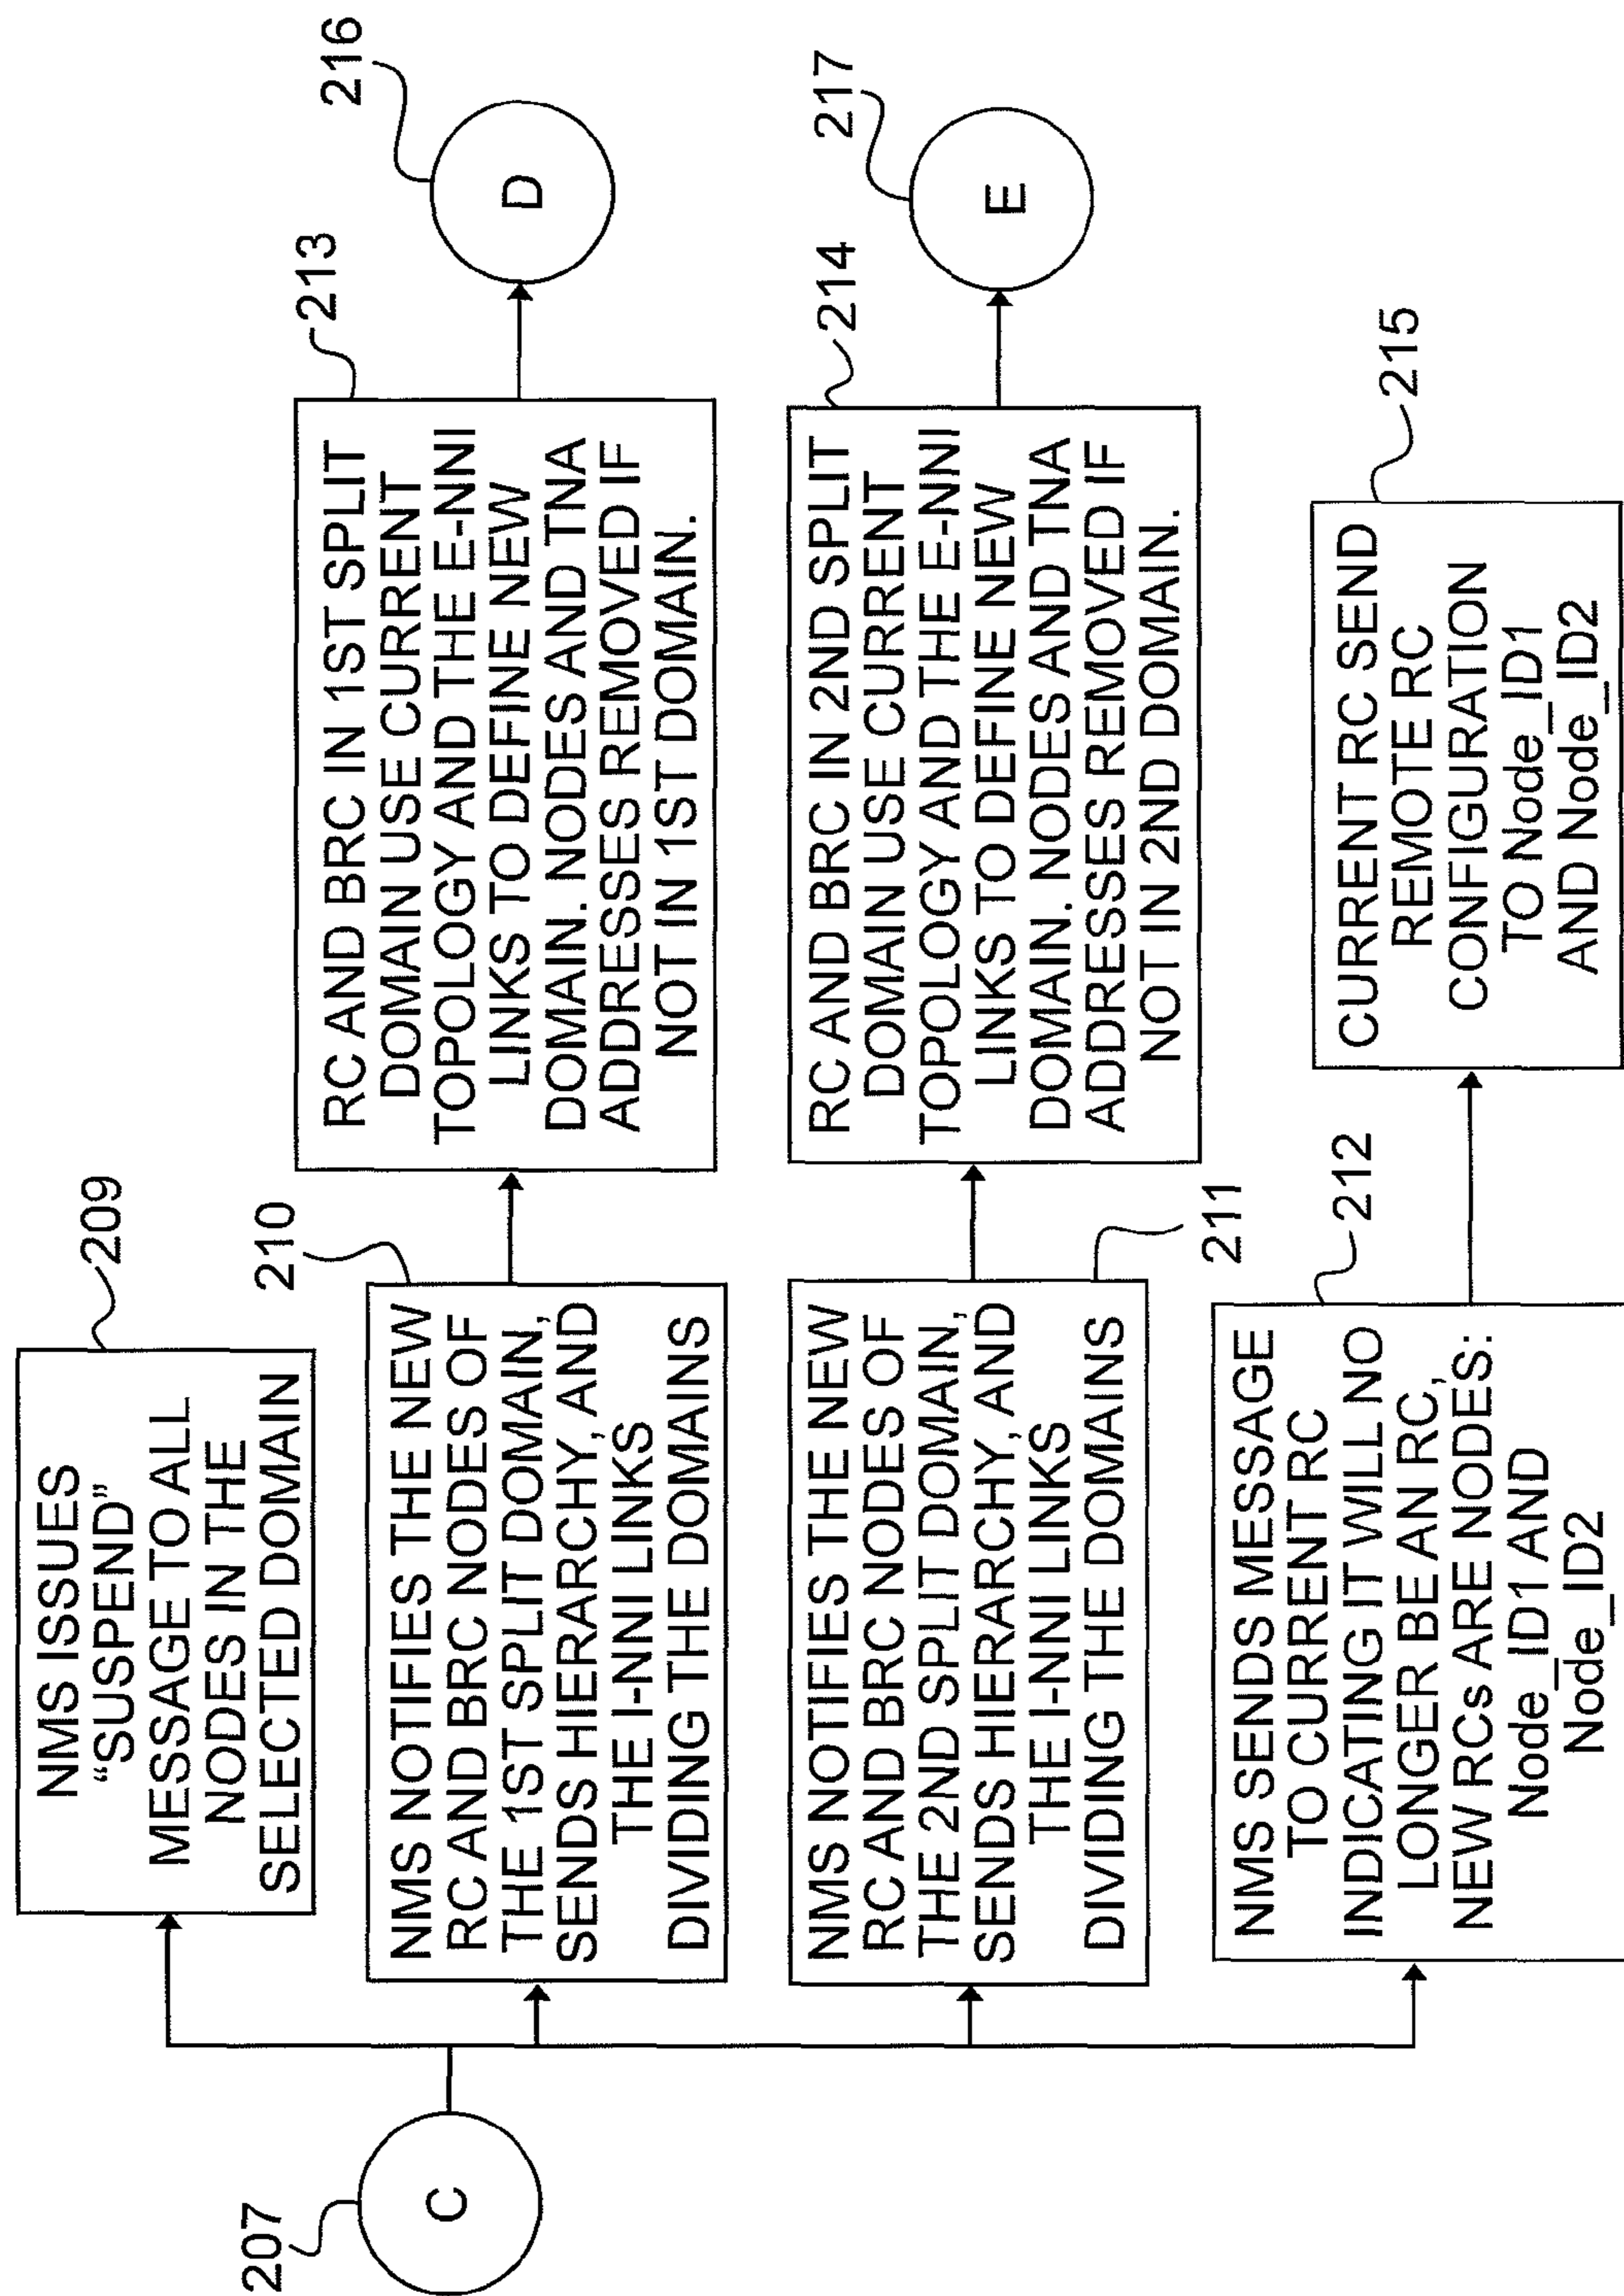 207
C
209
NMS ISSUES
“SUSPEND”
MESSAGE TO ALL
NODES IN THE
SELECTED DOMAIN
210
NMS NOTIFIES THE NEW
RC AND BRC NODES OF
THE 1ST SPLIT DOMAIN,
SENDS HIERARCHY, AND
THE I-NNI LINKS
DIVIDING THE DOMAINS
213
RC AND BRC IN 1ST SPLIT
DOMAIN USE CURRENT
TOPOLOGY AND THE E-NNI
LINKS TO DEFINE NEW
DOMAIN. NODES AND TNA
ADDRESSES REMOVED IF
NOT IN 1ST DOMAIN.
216
D
211
NMS NOTIFIES THE NEW
RC AND BRC NODES OF
THE 2ND SPLIT DOMAIN,
SENDS HIERARCHY, AND
THE I-NNI LINKS
DIVIDING THE DOMAINS
214
RC AND BRC IN 2ND SPLIT
DOMAIN USE CURRENT
TOPOLOGY AND THE E-NNI
LINKS TO DEFINE NEW
DOMAIN. NODES AND TNA
ADDRESSES REMOVED IF
NOT IN 2ND DOMAIN.
217
E
212
NMS SENDS MESSAGE
TO CURRENT RC
INDICATING IT WILL NO
LONGER BE AN RC,
NEW RCs ARE NODES:
Node_ID1 AND
Node_ID2
215
CURRENT RC SEND
REMOTE RC
CONFIGURATION
TO Node_ID1
AND Node_ID2